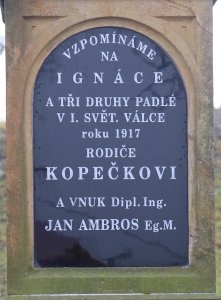 VZPOMÍNÁME
NA
IGNÁCE
A TŘI DRUHY PADLÉ
V I. SVĚT. VÁLCE
roku 1917
RODIČE
KOPEČKOVI
A VNUK Dipl. Ing.
JAN AMBROS Eg.M.